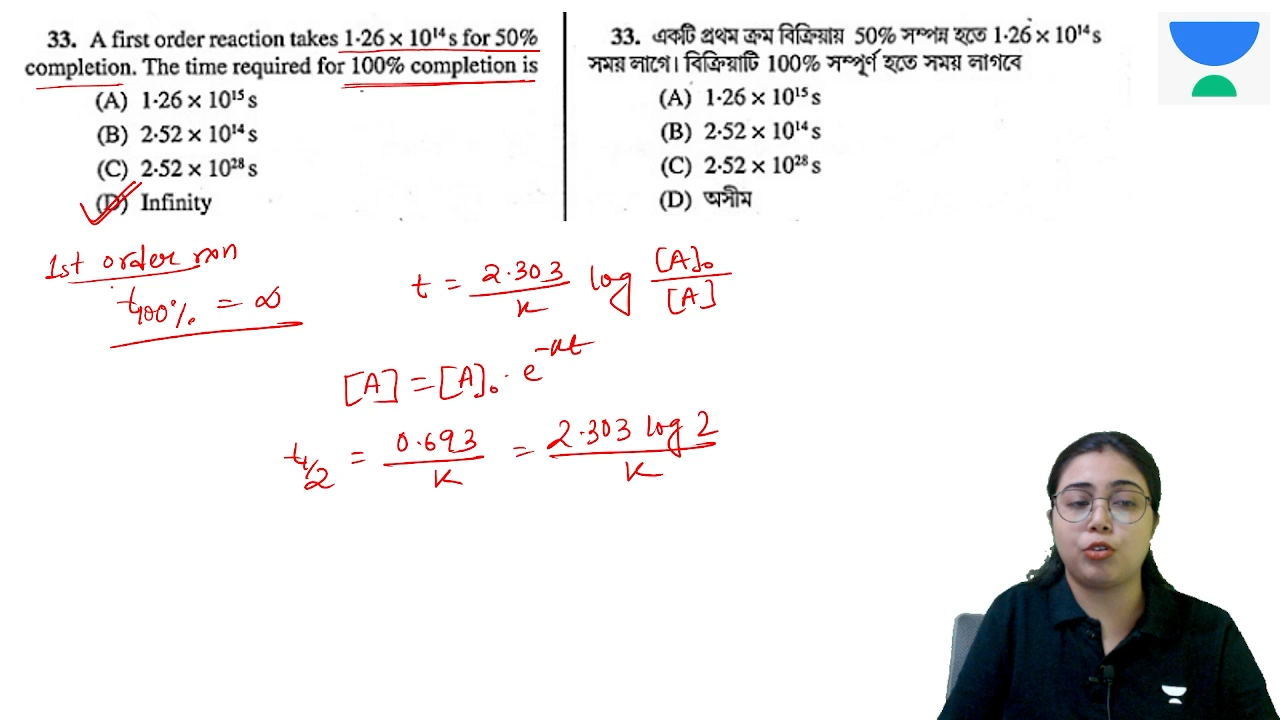 33. A first order reaction takes 1·26 × 10¹⁴ s for 50%
completion. The time required for 100% completion is
(A) 1·26 × 10¹⁵ s
(B) 2·52 × 10¹⁴ s
(C) 2·52 × 10²⁸ s
(D) Infinity
33. একটি প্রথম ক্রম বিক্রিয়ায় 50% সম্পন্ন হতে 1·26 × 10¹⁴ s
সময় লাগে। বিক্রিয়াটি 100% সম্পূর্ণ হতে সময় লাগবে
(A) 1·26 × 10¹⁵ s
(B) 2·52 × 10¹⁴ s
(C) 2·52 × 10²⁸ s
(D) অসীম
1st order rxn
t100% = ∞
t = 2.303/K log [A]₀/[A]
[A] = [A]₀ · e^-Kt
t1/2 = 0.693/K = 2.303 log 2/K